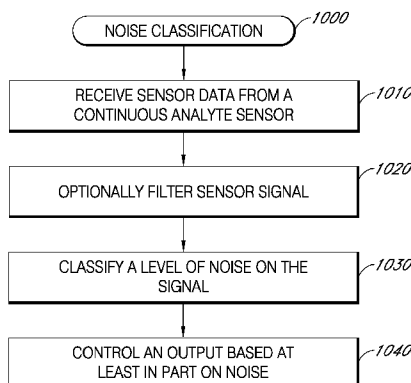 NOISE CLASSIFICATION
1000
RECEIVE SENSOR DATA FROM A
CONTINUOUS ANALYTE SENSOR
1010
OPTIONALLY FILTER SENSOR SIGNAL
1020
CLASSIFY A LEVEL OF NOISE ON THE
SIGNAL
1030
CONTROL AN OUTPUT BASED AT
LEAST IN PART ON NOISE
1040